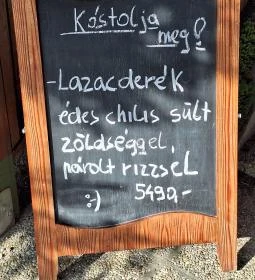 Kóstolja
meg!
-Lazacderék
édes chilis sült
zöldséggel,
párolt rizzsel
:-) 5490,-